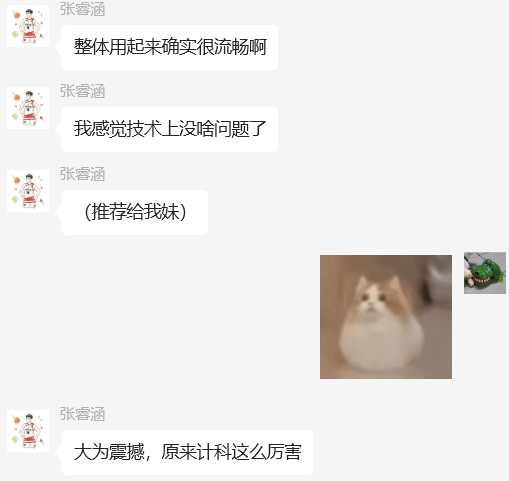 张睿涵
整体用起来确实很流畅啊
张睿涵
我感觉技术上没啥问题了
张睿涵
（推荐给我妹）
张睿涵
大为震撼，原来计科这么厉害